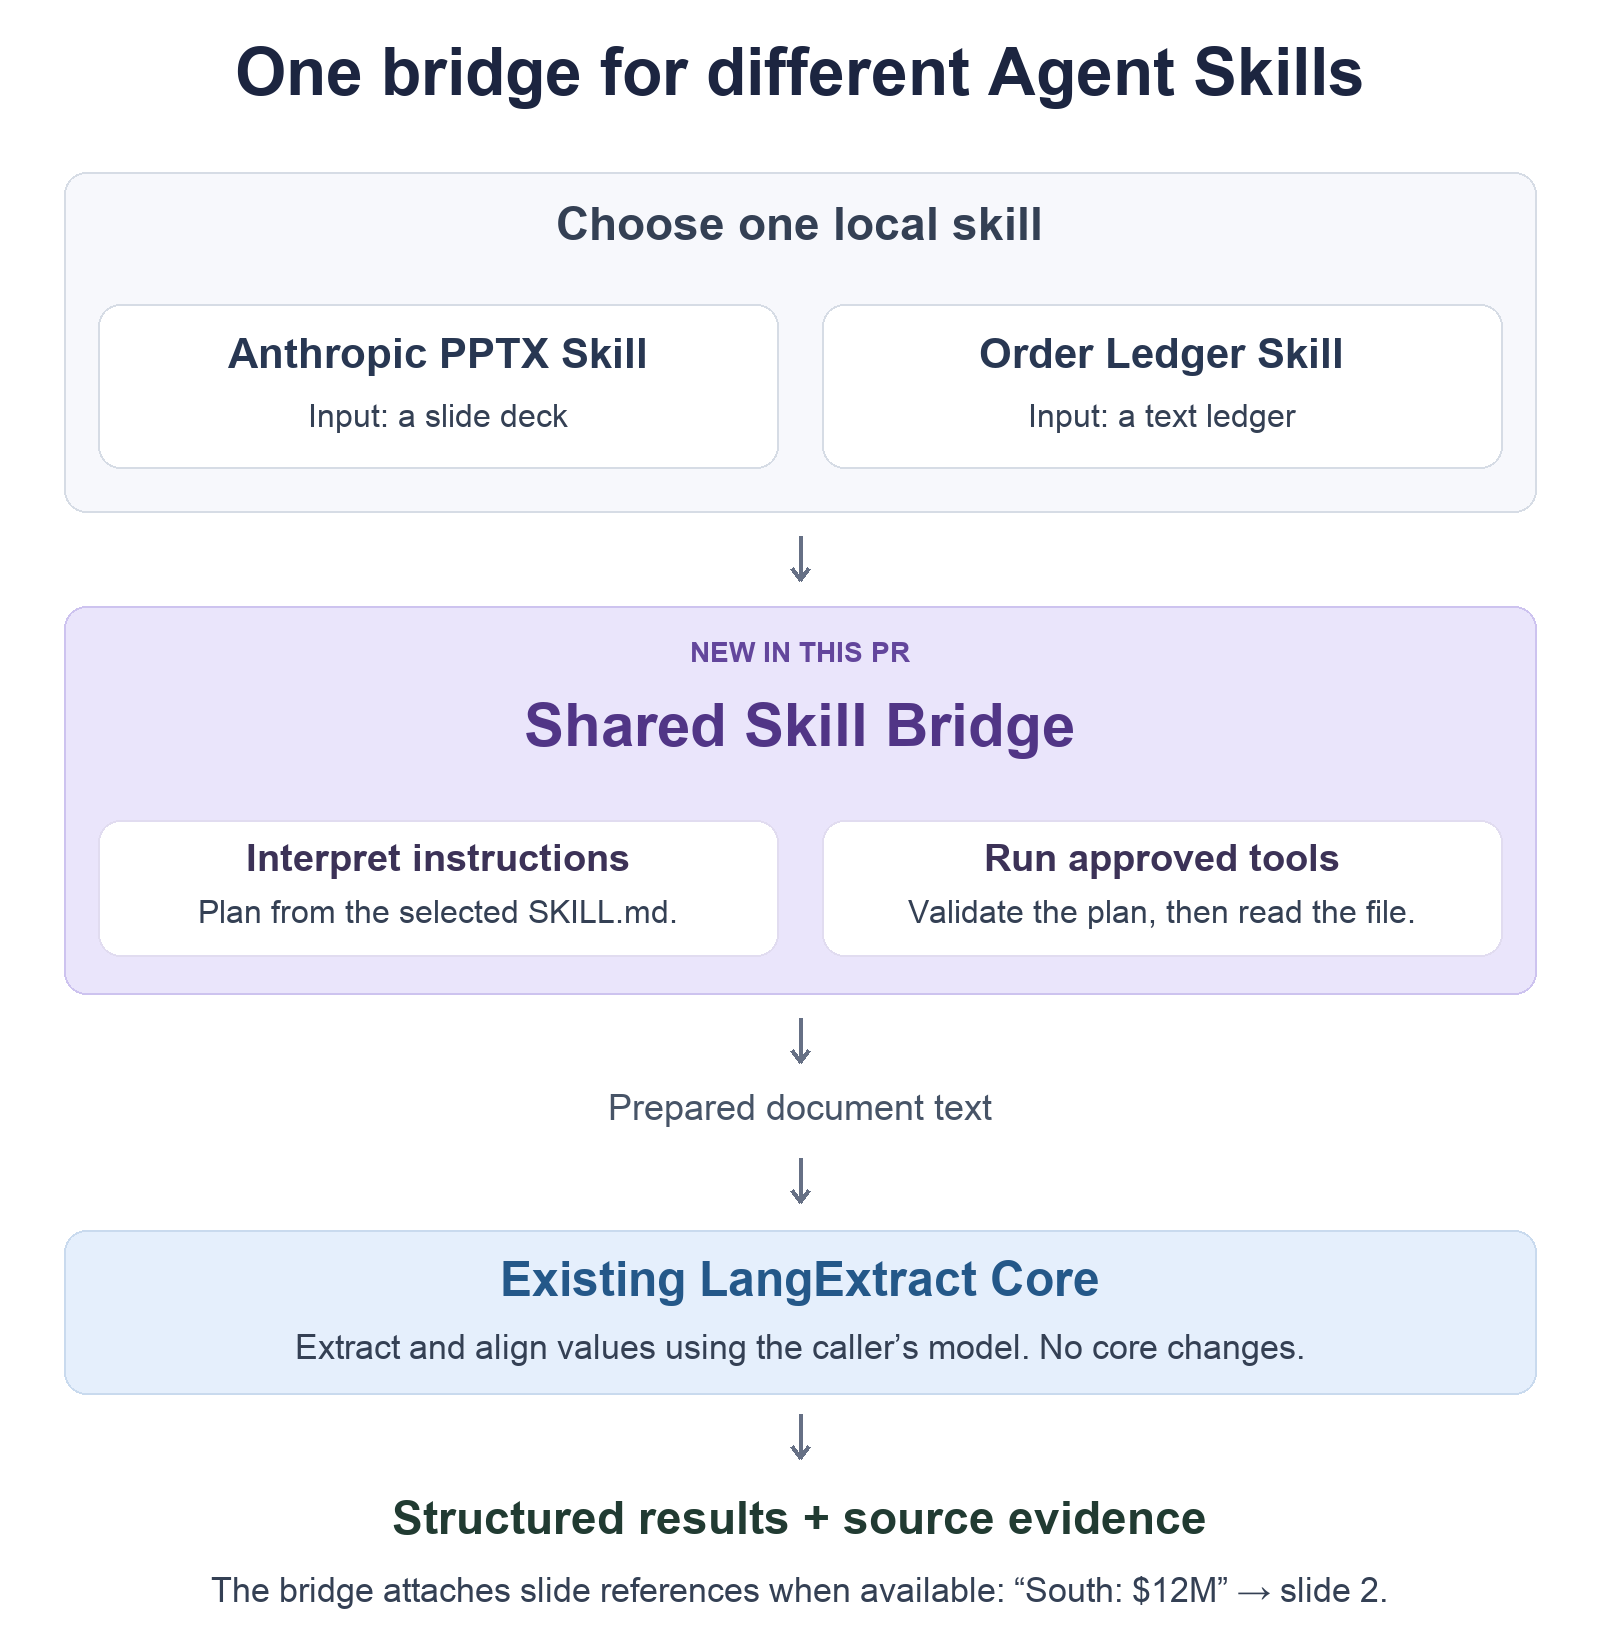 One bridge for different Agent Skills
Choose one local skill
Anthropic PPTX Skill
Input: a slide deck
Order Ledger Skill
Input: a text ledger
NEW IN THIS PR
Shared Skill Bridge
Interpret instructions
Plan from the selected SKILL.md.
Run approved tools
Validate the plan, then read the file.
Prepared document text
Existing LangExtract Core
Extract and align values using the caller’s model. No core changes.
Structured results + source evidence
The bridge attaches slide references when available: “South: $12M” → slide 2.